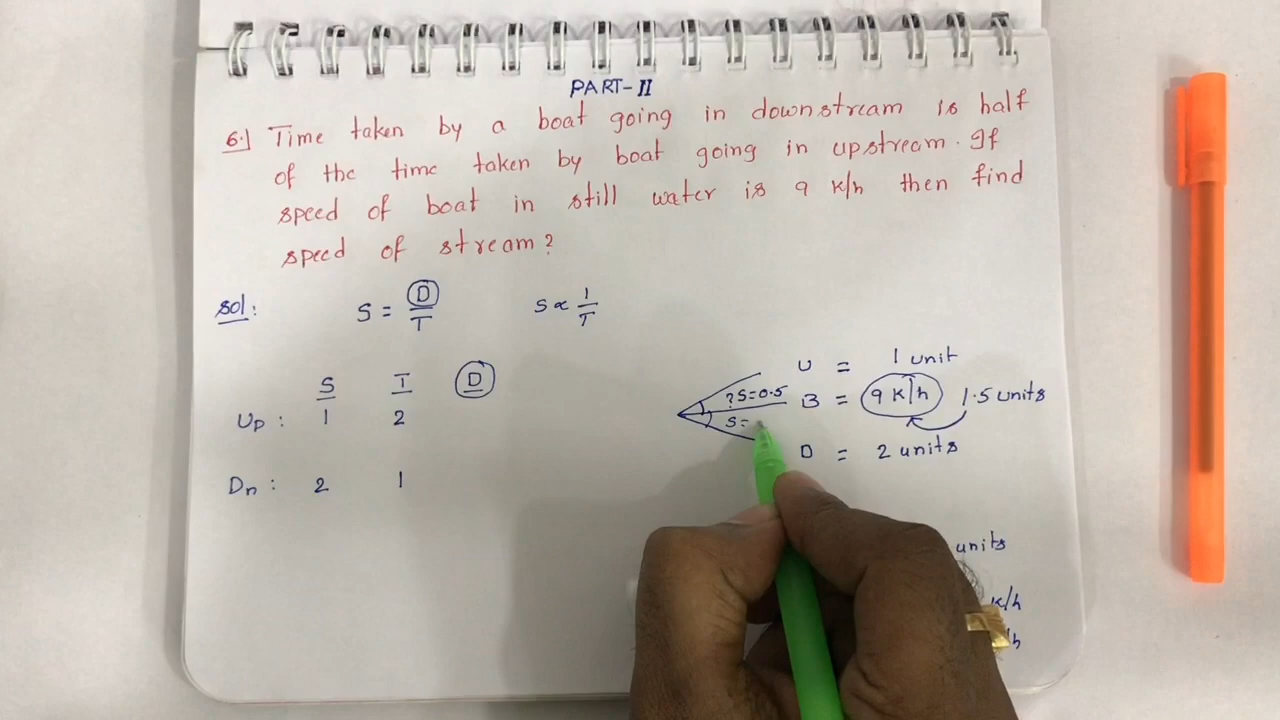 PART-II
6.) Time taken by a boat going in downstream is half
of the time taken by boat going in upstream. If
speed of boat in still water is 9 k/h then find
speed of stream?
Sol: S = D/T S ∝ 1/T
S T D
Up: 1 2
Dn: 2 1
U = 1 unit
?S=0.5 B = 9 k/h 1.5 units
S=
D = 2 units
units
k/h
/h